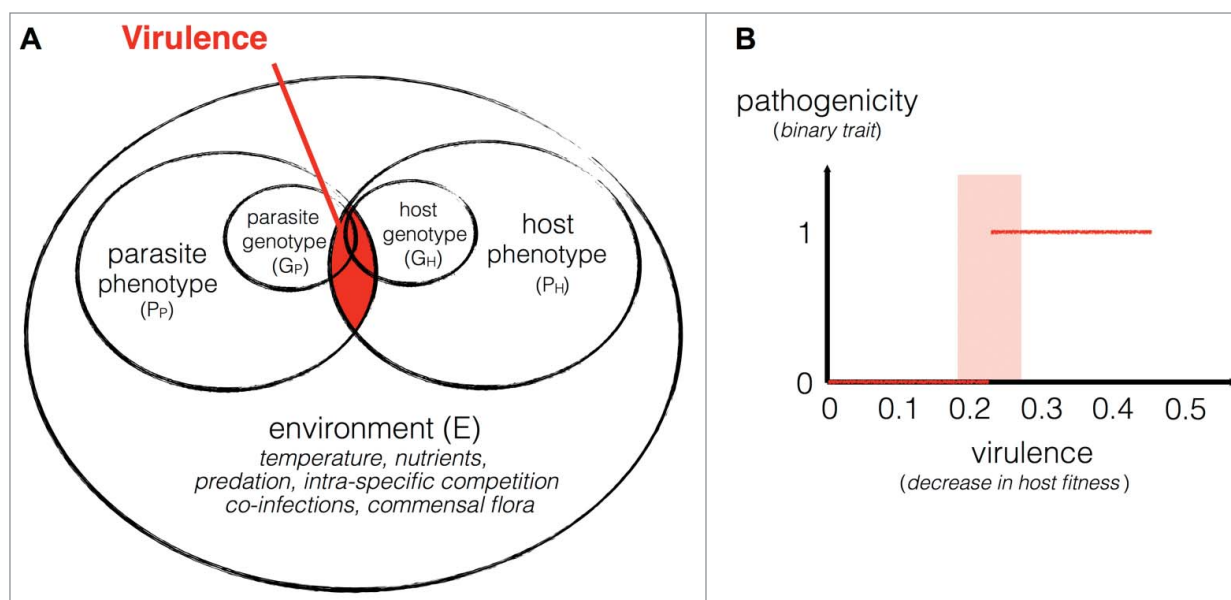 A
Virulence
parasite
genotype
(GP)
host
genotype
(GH)
parasite
phenotype
(PP)
host
phenotype
(PH)
environment (E)
temperature, nutrients,
predation, intra-specific competition
co-infections, commensal flora
B
pathogenicity
(binary trait)
1
0
0 0.1 0.2 0.3 0.4 0.5
virulence
(decrease in host fitness)